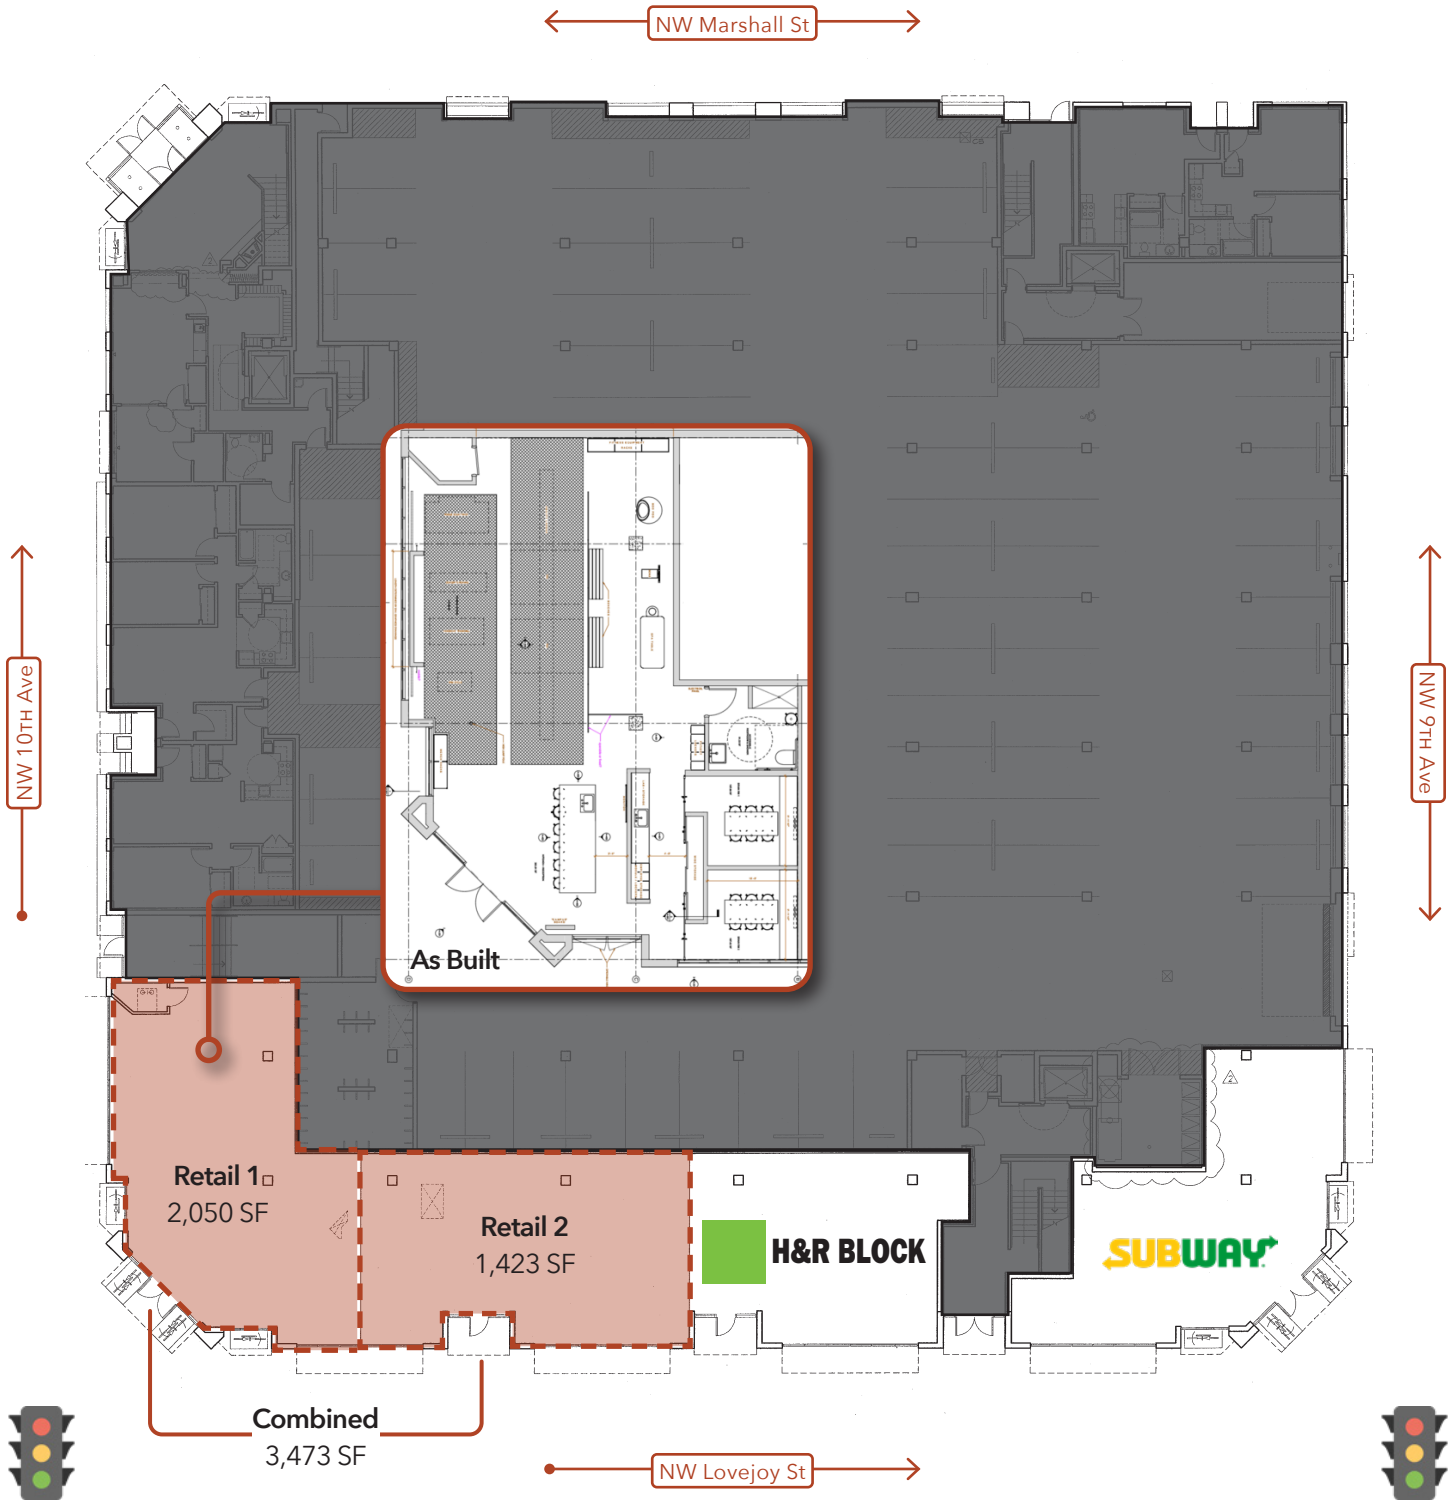 NW Marshall St
NW 10TH Ave
NW 9TH Ave
As Built
Retail 1
2,050 SF
Retail 2
1,423 SF
H&R BLOCK
SUBWAY
Combined
3,473 SF
NW Lovejoy St